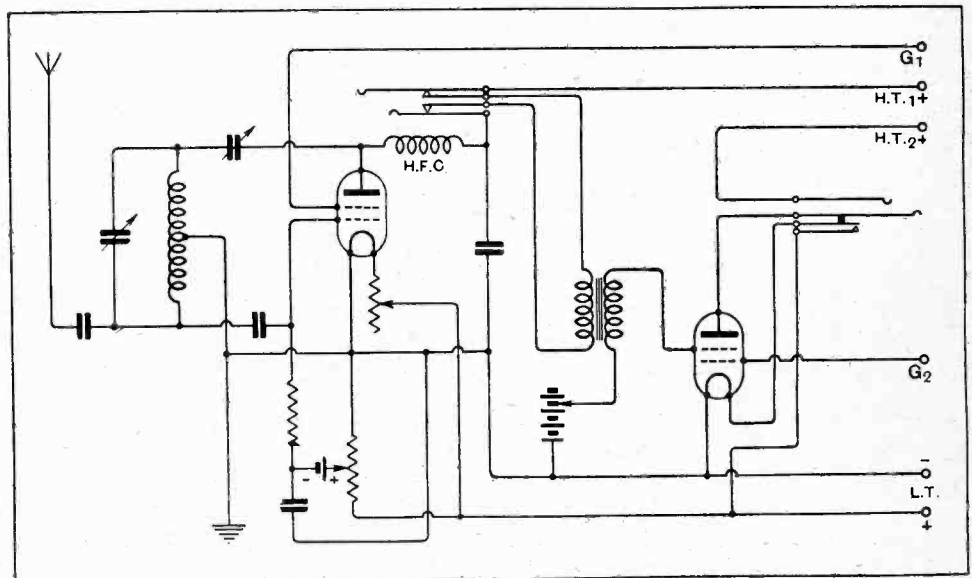 G1
H.T.1+
H.T.2+
H.F.C.
G2
- +
-
L.T.
+